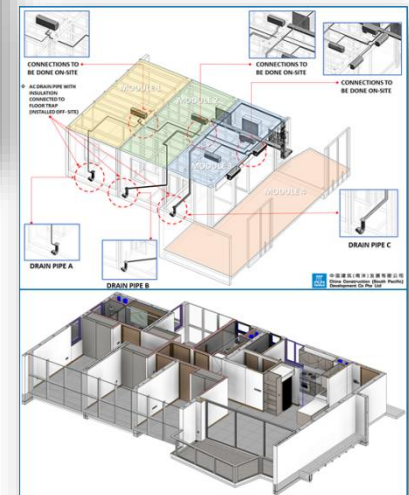 CONNECTIONS TO
BE DONE ON-SITE
CONNECTIONS TO
BE DONE ON-SITE
CONNECTIONS TO
BE DONE ON-SITE
AC DRAIN PIPE WITH
INSULATION
CONNECTED TO
FLOOR TRAP
(INSTALLED OFF-SITE)
MODULE 1
MODULE 2
MODULE 3
MODULE 4
DRAIN PIPE A
DRAIN PIPE B
DRAIN PIPE C
中國建筑(南洋)发展有限公司
China Construction (South Pacific)
Development Co Pte Ltd